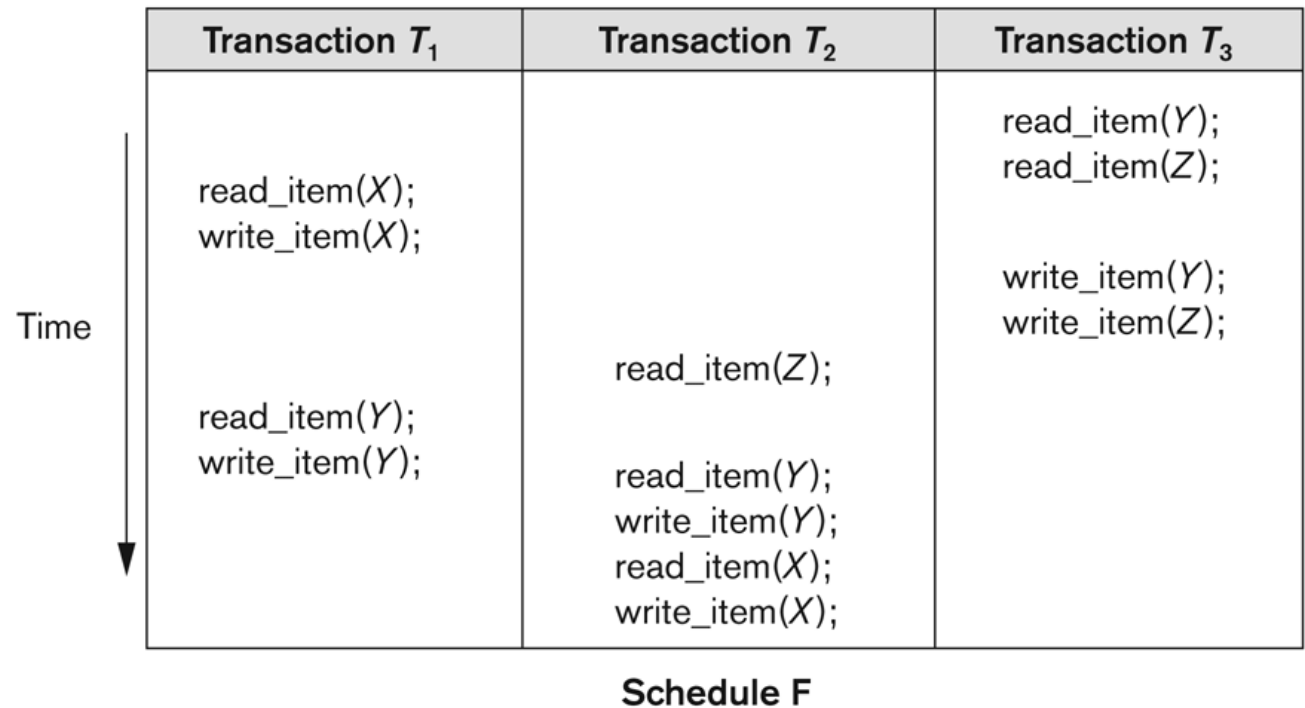 Transaction T1 Transaction T2 Transaction T3
read_item(Y);
read_item(Z);
read_item(X);
write_item(X);
write_item(Y);
write_item(Z);
Time
read_item(Z);
read_item(Y);
write_item(Y);
read_item(Y);
write_item(Y);
read_item(X);
write_item(X);
Schedule F